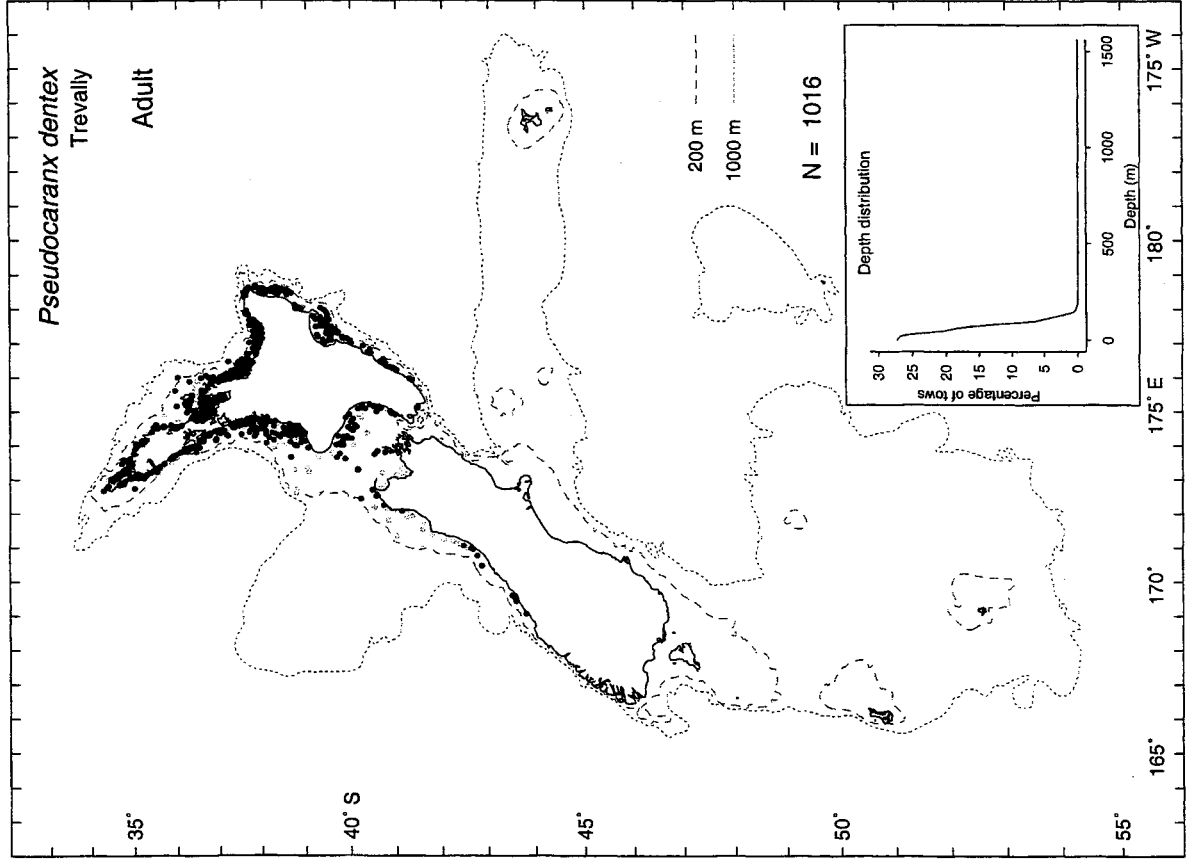 Pseudocaranx dentex
Trevally
Adult
35°
40° S
45°
50°
55°
165°
170°
175° E
180°
175° W
200 m
1000 m
N = 1016
Depth distribution
Percentage of tows
30
25
20
15
10
5
0
0
500
1000
1500
Depth (m)